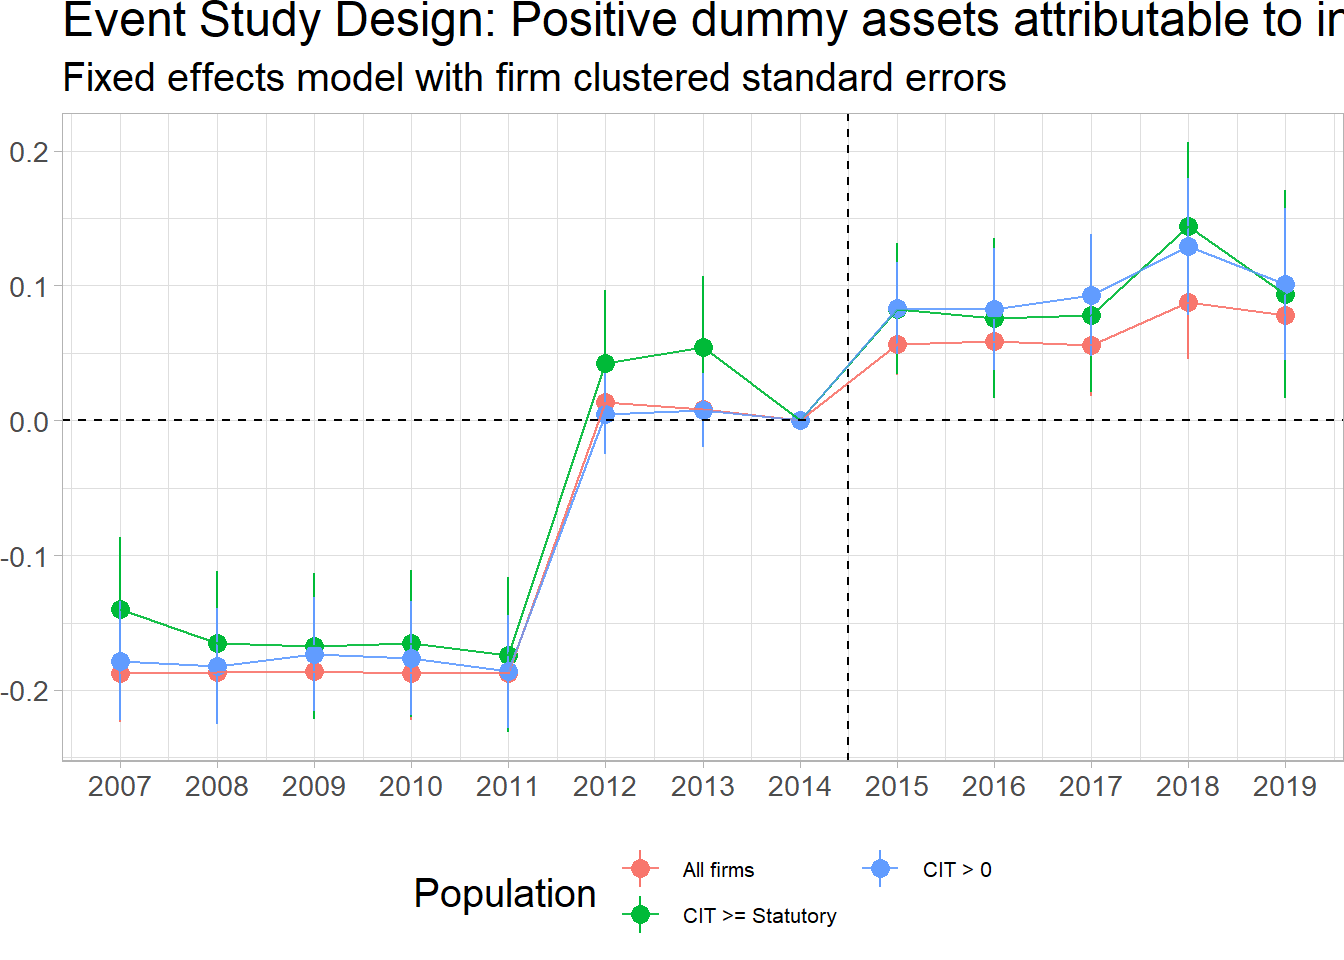 Event Study Design: Positive dummy assets attributable to in
Fixed effects model with firm clustered standard errors
0.2
0.1
0.0
-0.1
-0.2
2007 2008 2009 2010 2011 2012 2013 2014 2015 2016 2017 2018 2019
Population
All firms
CIT >= Statutory
CIT > 0